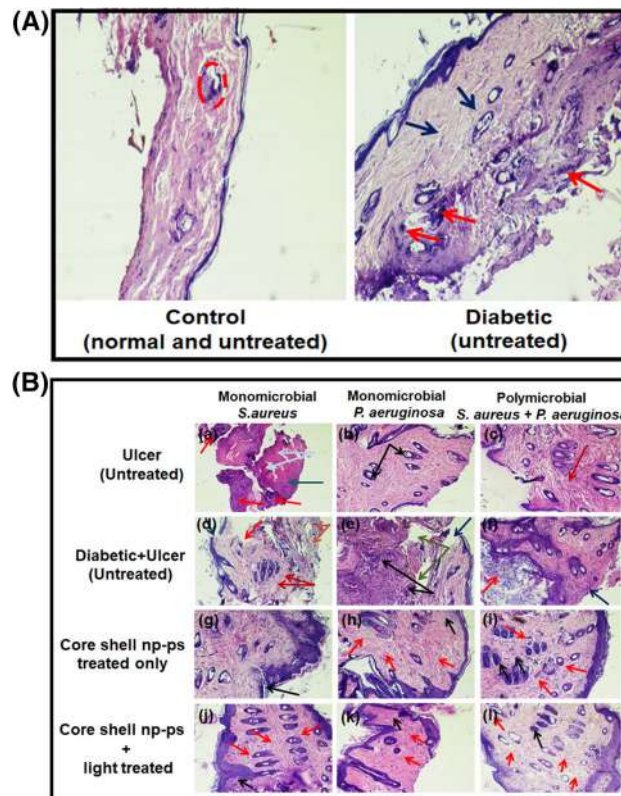 (A)
Control
(normal and untreated)
Diabetic
(untreated)
(B)
Monomicrobial
S.aureus
Monomicrobial
P. aeruginosa
Polymicrobial
S. aureus + P. aeruginosa
Ulcer
(Untreated)
(a)
(b)
(c)
Diabetic+Ulcer
(Untreated)
(d)
(e)
(f)
Core shell np-ps
treated only
(g)
(h)
(i)
Core shell np-ps
+
light treated
(j)
(k)
(l)